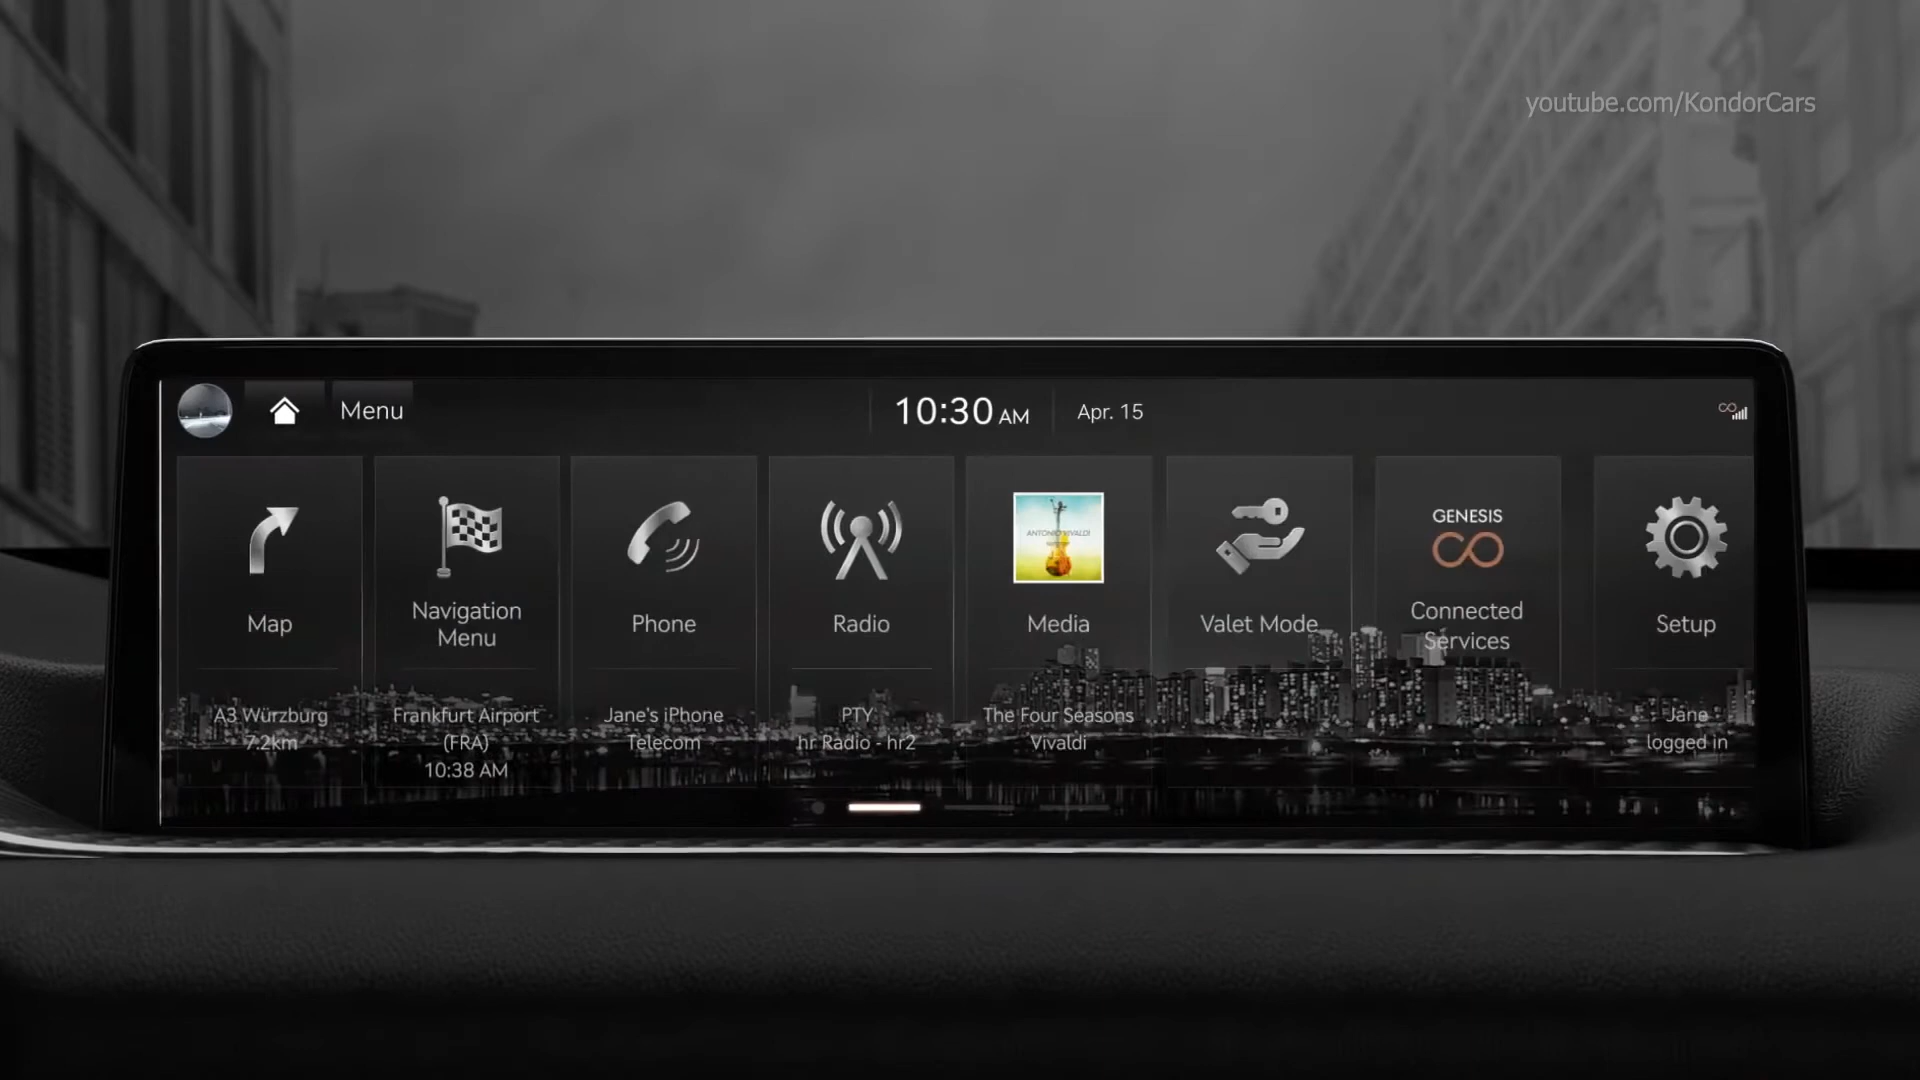 youtube.com/KondorCars
Menu
10:30 AM
Apr. 15
Map
Navigation
Menu
Phone
Radio
ANTONIO VIVALDI
Media
Valet Mode
GENESIS
Connected
Services
Setup
A3 Würzburg
7.2km
Frankfurt Airport
(FRA)
10:38 AM
Jane's iPhone
Telecom
PTY
hr Radio - hr2
The Four Seasons
Vivaldi
Jane
logged in